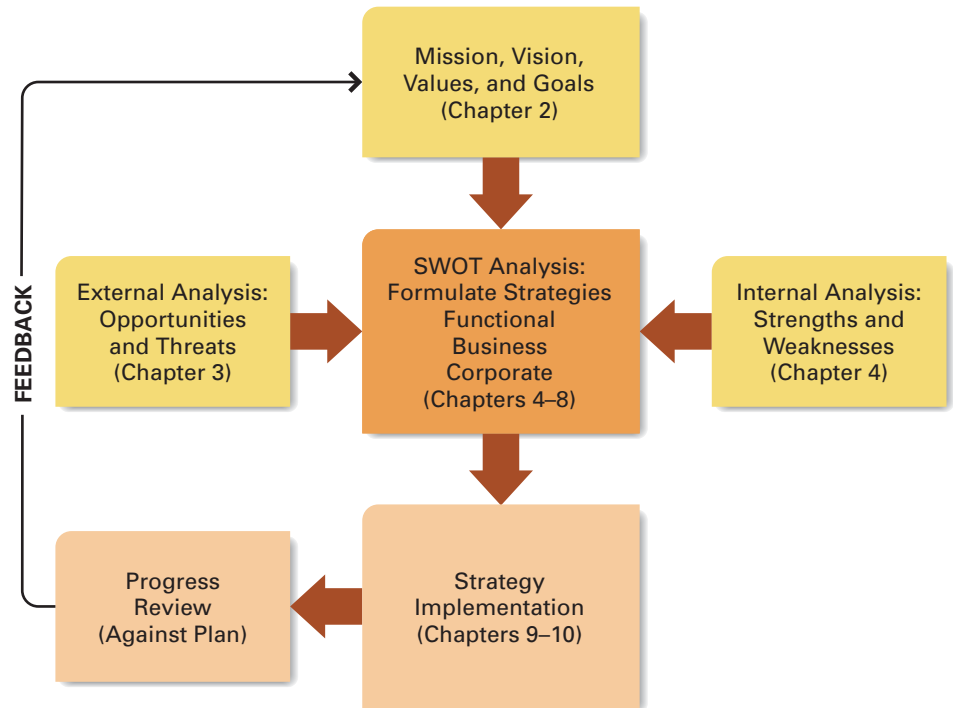 Mission, Vision,
Values, and Goals
(Chapter 2)
External Analysis:
Opportunities
and Threats
(Chapter 3)
SWOT Analysis:
Formulate Strategies
Functional
Business
Corporate
(Chapters 4–8)
Internal Analysis:
Strengths and
Weaknesses
(Chapter 4)
FEEDBACK
Progress
Review
(Against Plan)
Strategy
Implementation
(Chapters 9–10)